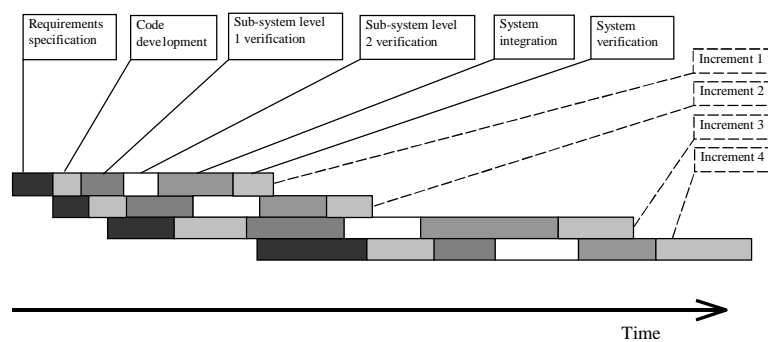 Requirements
specification
Code
development
Sub-system level
1 verification
Sub-system level
2 verification
System
integration
System
verification
Increment 1
Increment 2
Increment 3
Increment 4
Time